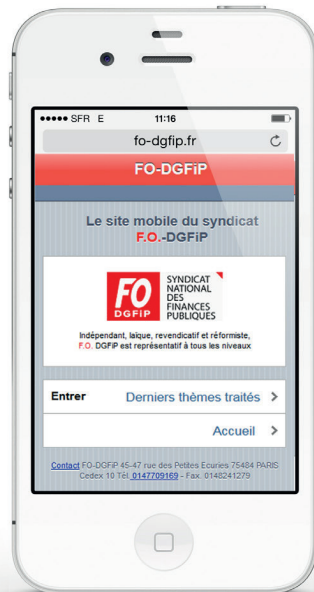 SFR E 11:16
fo-dgfip.fr
FO-DGFiP
Le site mobile du syndicat
F.O.-DGFiP
FO
DGFiP
SYNDICAT
NATIONAL
DES
FINANCES
PUBLIQUES
Indépendant, laïque, revendicatif et réformiste,
F.O. DGFiP est représentatif à tous les niveaux
Entrer Derniers thèmes traités >
Accueil >
Contact FO-DGFiP 45-47 rue des Petites Ecuries 75484 PARIS
Cedex 10 Tél. 0147709169 - Fax. 0148241279